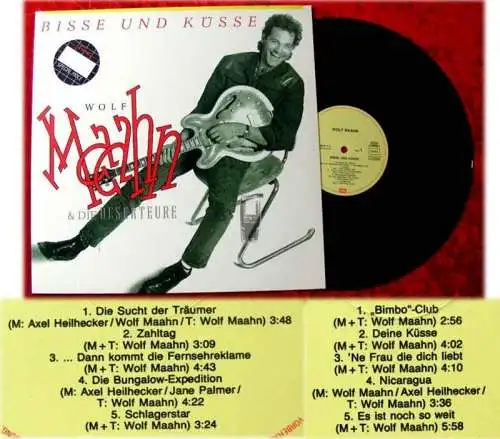 BISSE UND KÜSSE
WOLF
Maahn
& DIE DESERTEURE
WOLF MAAHN
EMI
1. Die Sucht der Träumer
(M: Axel Heilhecker/Wolf Maahn/T: Wolf Maahn) 3:48
2. Zahltag
(M+T: Wolf Maahn) 3:09
3. ... Dann kommt die Fernsehreklame
(M+T: Wolf Maahn) 4:43
4. Die Bungalow-Expedition
(M: Axel Heilhecker/Jane Palmer/
T: Wolf Maahn) 4:22
5. Schlagerstar
(M+T: Wolf Maahn) 3:24
1. „Bimbo"-Club
(M+T: Wolf Maahn) 2:56
2. Deine Küsse
(M+T: Wolf Maahn) 4:02
3. 'Ne Frau die dich liebt
(M+T: Wolf Maahn) 4:10
4. Nicaragua
(M: Wolf Maahn/Axel Heilhecker/
T: Wolf Maahn) 3:36
5. Es ist noch so weit
(M+T: Wolf Maahn) 5:58